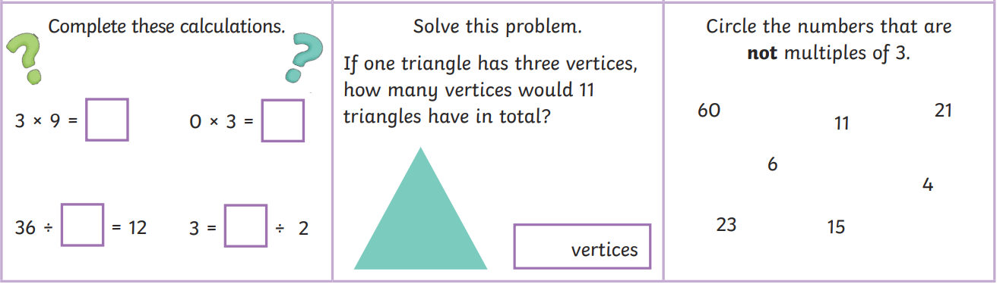 Complete these calculations.
3 × 9 =
0 × 3 =
36 ÷ = 12
3 = ÷ 2
Solve this problem.
If one triangle has three vertices,
how many vertices would 11
triangles have in total?
vertices
Circle the numbers that are
not multiples of 3.
60
11
21
6
4
23
15